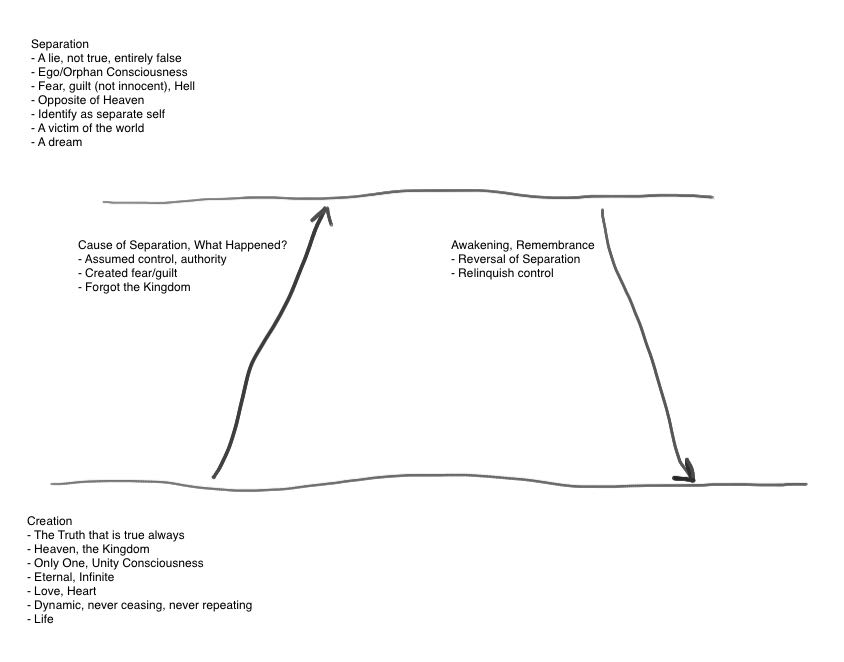 Separation
- A lie, not true, entirely false
- Ego/Orphan Consciousness
- Fear, guilt (not innocent), Hell
- Opposite of Heaven
- Identify as separate self
- A victim of the world
- A dream
Cause of Separation, What Happened?
- Assumed control, authority
- Created fear/guilt
- Forgot the Kingdom
Awakening, Remembrance
- Reversal of Separation
- Relinquish control
Creation
- The Truth that is true always
- Heaven, the Kingdom
- Only One, Unity Consciousness
- Eternal, Infinite
- Love, Heart
- Dynamic, never ceasing, never repeating
- Life